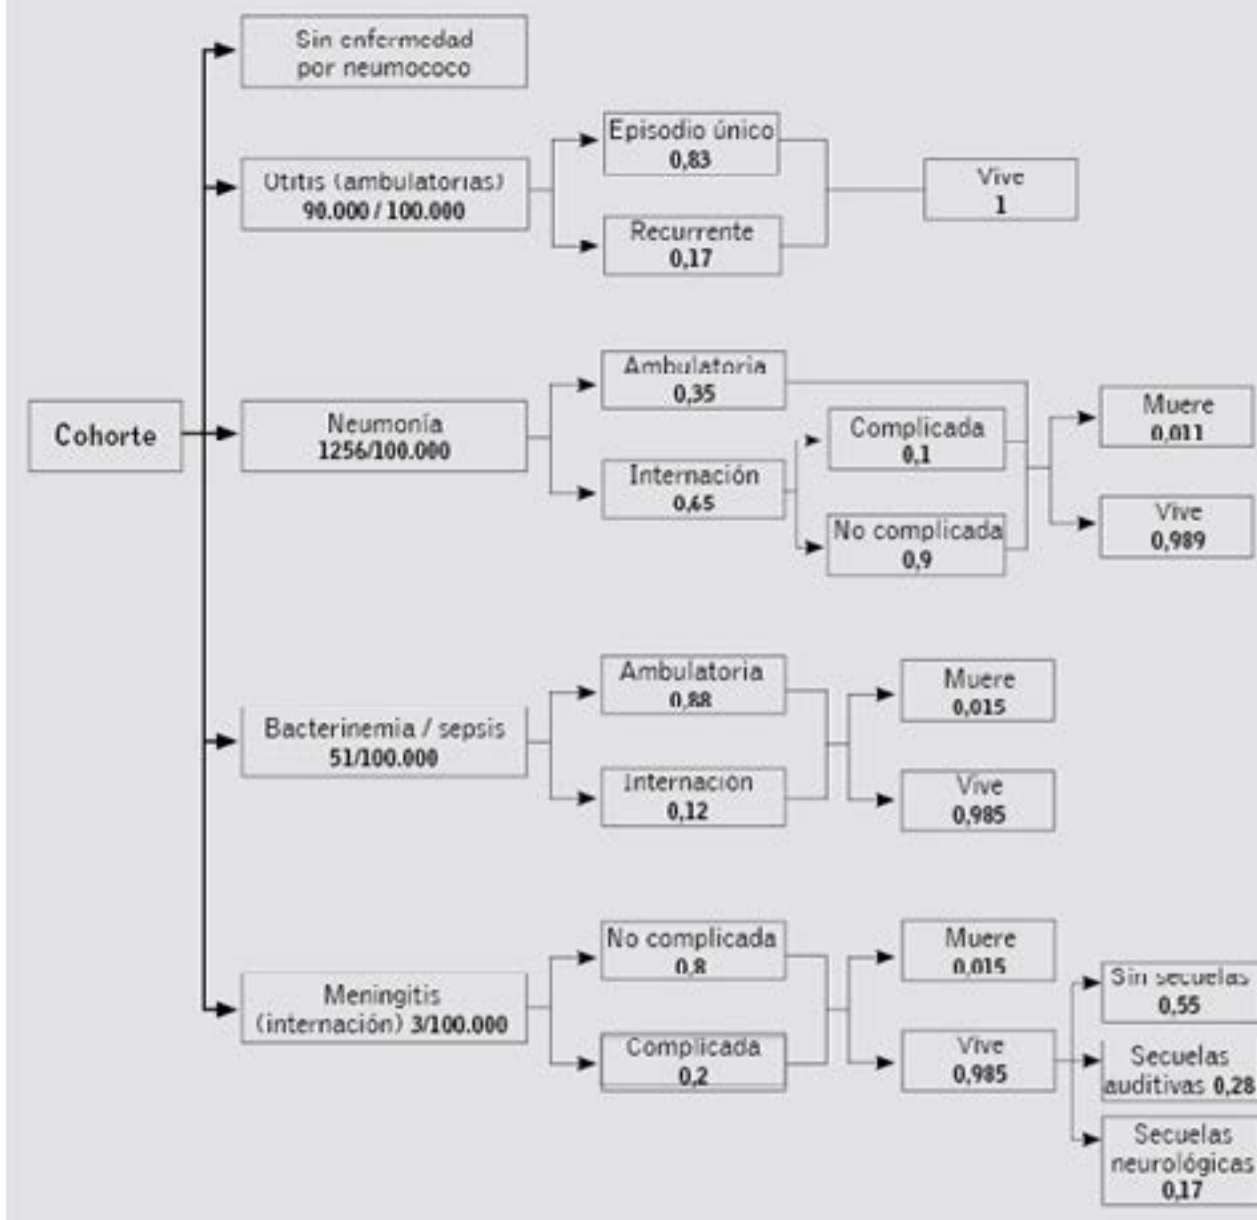 Sin enfermedad
por neumococo
Otitis (ambulatorias)
90.000 / 100.000
Episodio único
0,83
Recurrente
0,17
Vive
1
Cohorte
Neumonía
1256/100.000
Ambulatoria
0,35
Internación
0,65
Complicada
0,1
No complicada
0,9
Muere
0,011
Vive
0,989
Bacterinemia / sepsis
51/100.000
Ambulatoria
0,88
Internación
0,12
Muere
0,015
Vive
0,985
Meningitis
(internación) 3/100.000
No complicada
0,8
Complicada
0,2
Muere
0,015
Vive
0,985
Sin secuelas
0,55
Secuelas
auditivas 0,28
Secuelas
neurológicas
0,17